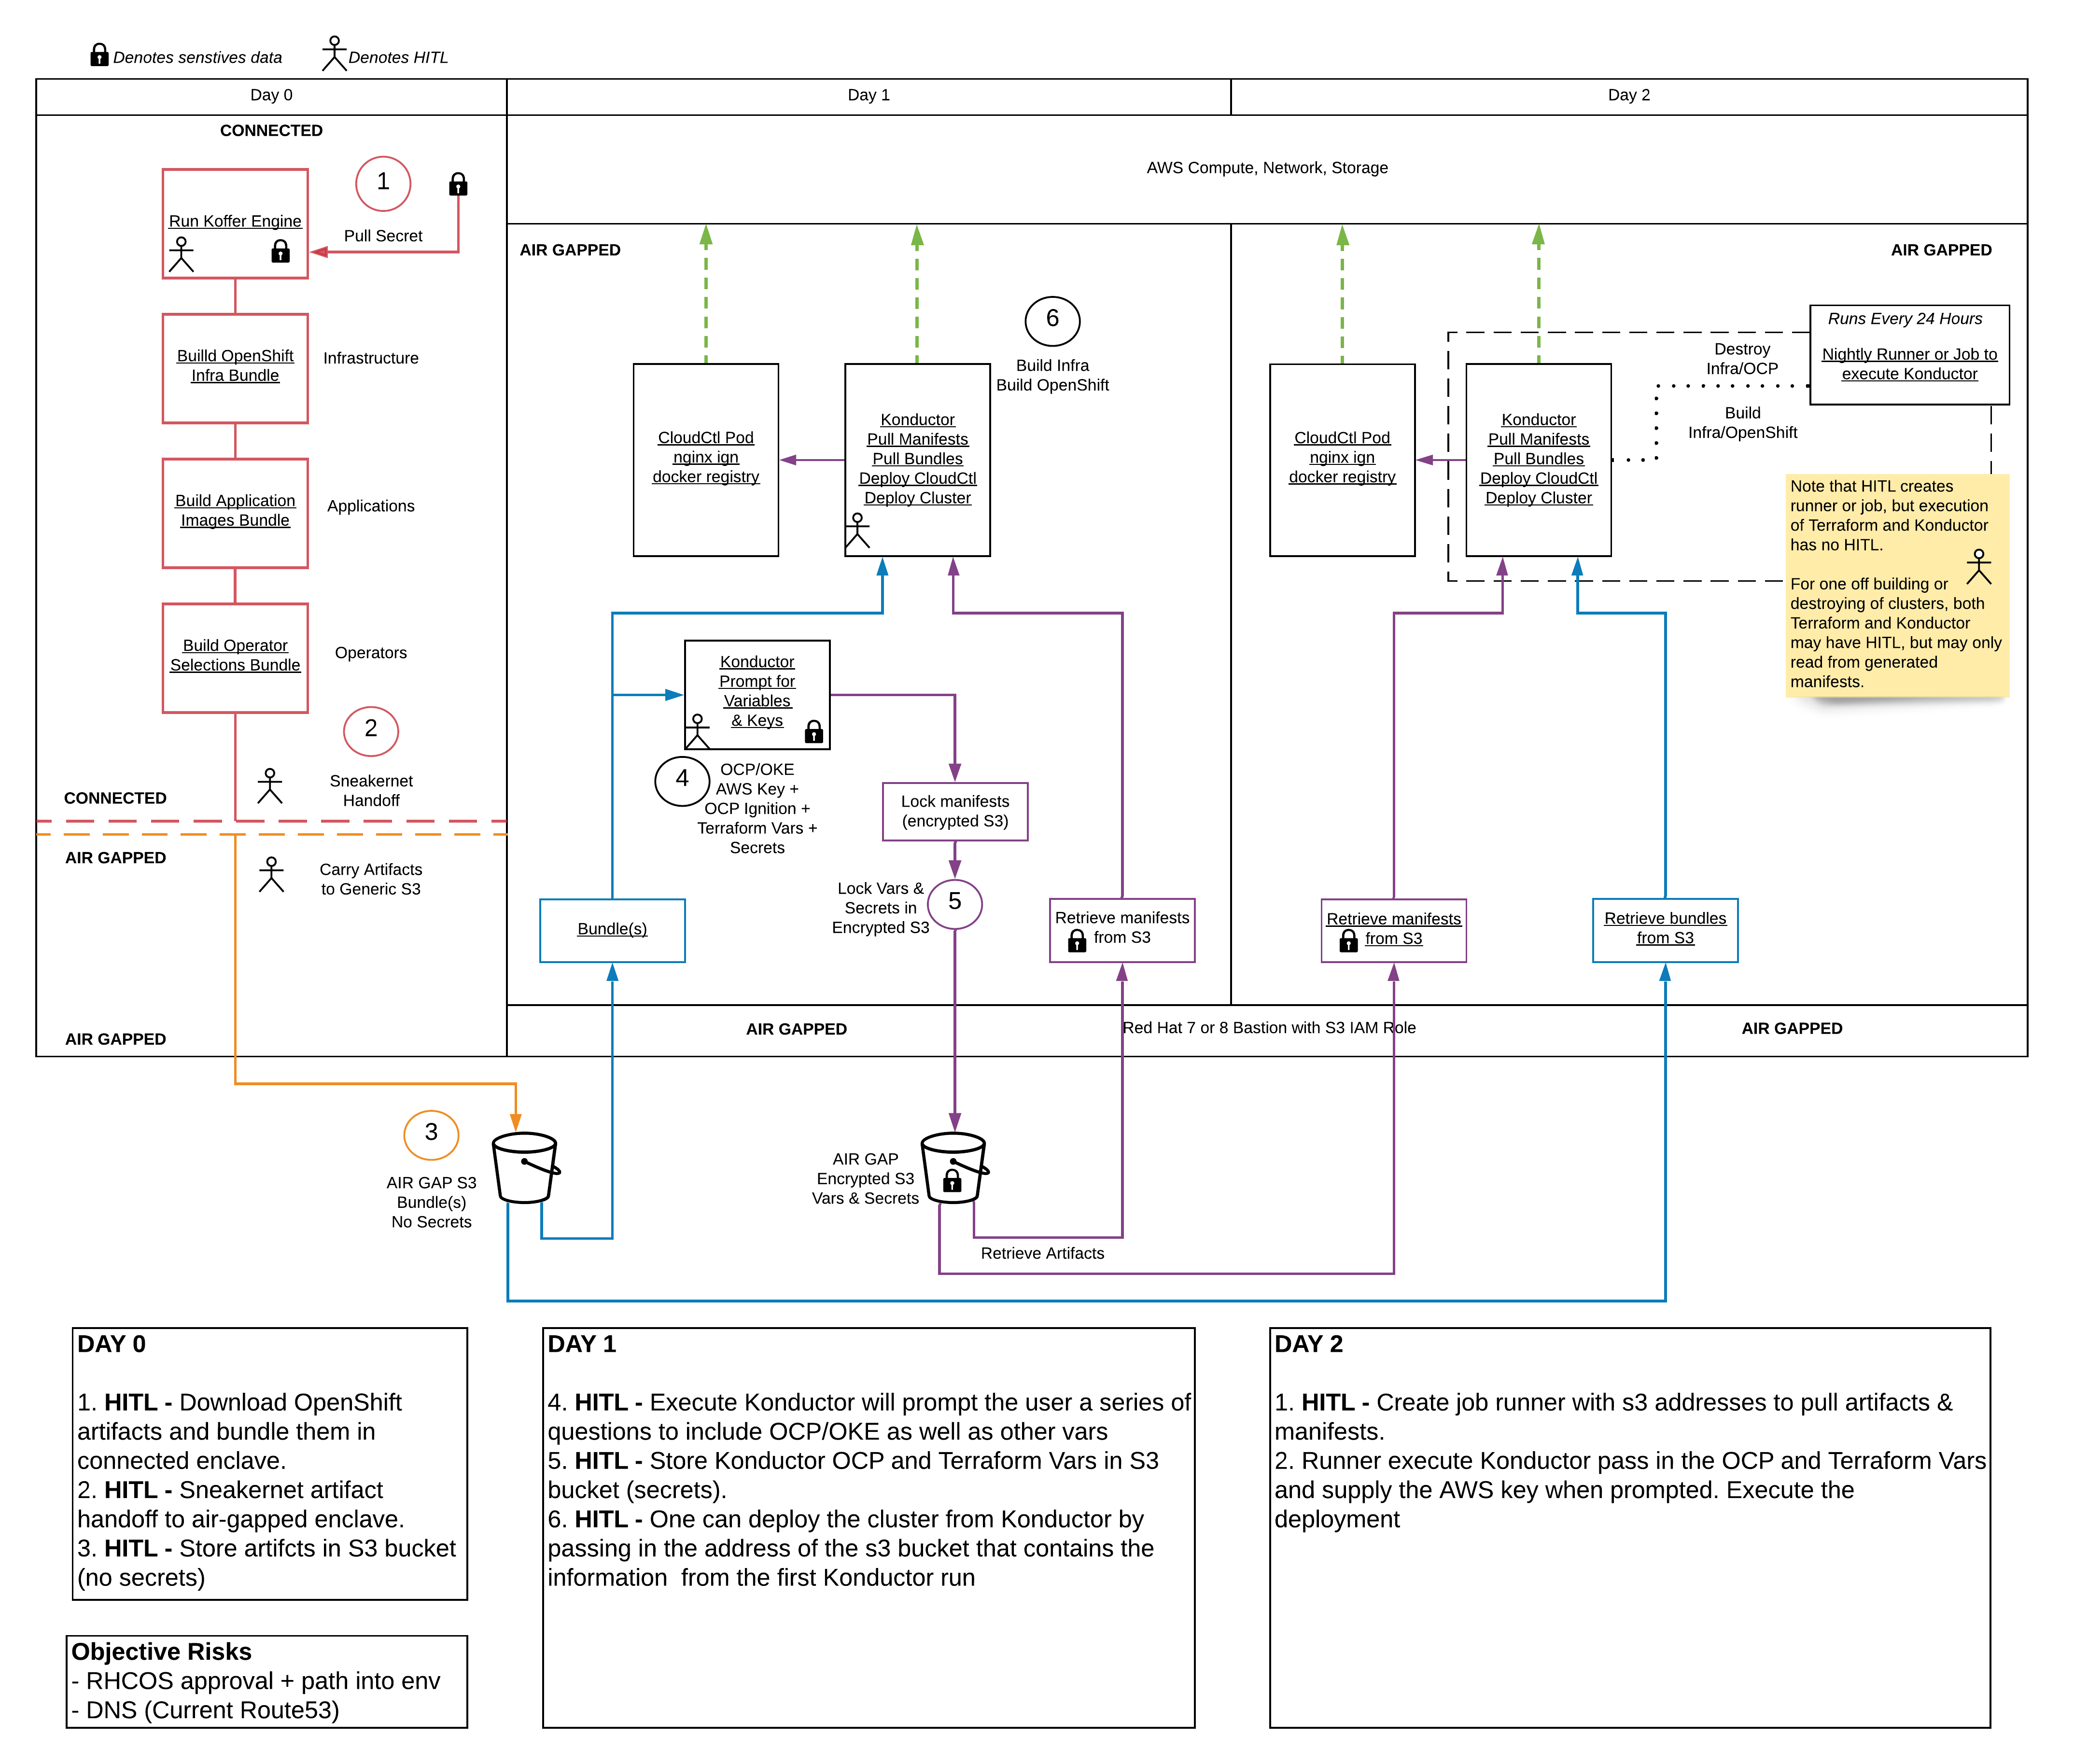 Denotes senstives data
Denotes HITL
Day 0
Day 1
Day 2
CONNECTED
1
Pull Secret
Run Koffer Engine
Builld OpenShift
Infra Bundle
Infrastructure
Build Application
Images Bundle
Applications
Build Operator
Selections Bundle
Operators
2
Sneakernet
Handoff
CONNECTED
AIR GAPPED
Carry Artifacts
to Generic S3
AIR GAPPED
AWS Compute, Network, Storage
AIR GAPPED
6
Build Infra
Build OpenShift
CloudCtl Pod
nginx ign
docker registry
Konductor
Pull Manifests
Pull Bundles
Deploy CloudCtl
Deploy Cluster
Konductor
Prompt for
Variables
& Keys
4
OCP/OKE
AWS Key +
OCP Ignition +
Terraform Vars +
Secrets
Lock manifests
(encrypted S3)
Lock Vars &
Secrets in
Encrypted S3
5
Bundle(s)
Retrieve manifests
from S3
AIR GAPPED
CloudCtl Pod
nginx ign
docker registry
Konductor
Pull Manifests
Pull Bundles
Deploy CloudCtl
Deploy Cluster
Destroy
Infra/OCP
Build
Infra/OpenShift
Runs Every 24 Hours
Nightly Runner or Job to
execute Konductor
Note that HITL creates
runner or job, but execution
of Terraform and Konductor
has no HITL.
For one off building or
destroying of clusters, both
Terraform and Konductor
may have HITL, but may only
read from generated
manifests.
Retrieve manifests
from S3
Retrieve bundles
from S3
AIR GAPPED
Red Hat 7 or 8 Bastion with S3 IAM Role
AIR GAPPED
3
AIR GAP S3
Bundle(s)
No Secrets
AIR GAP
Encrypted S3
Vars & Secrets
Retrieve Artifacts
DAY 0
1. HITL - Download OpenShift
artifacts and bundle them in
connected enclave.
2. HITL - Sneakernet artifact
handoff to air-gapped enclave.
3. HITL - Store artifcts in S3 bucket
(no secrets)
Objective Risks
- RHCOS approval + path into env
- DNS (Current Route53)
DAY 1
4. HITL - Execute Konductor will prompt the user a series of
questions to include OCP/OKE as well as other vars
5. HITL - Store Konductor OCP and Terraform Vars in S3
bucket (secrets).
6. HITL - One can deploy the cluster from Konductor by
passing in the address of the s3 bucket that contains the
information  from the first Konductor run
DAY 2
1. HITL - Create job runner with s3 addresses to pull artifacts &
manifests.
2. Runner execute Konductor pass in the OCP and Terraform Vars
and supply the AWS key when prompted. Execute the
deployment